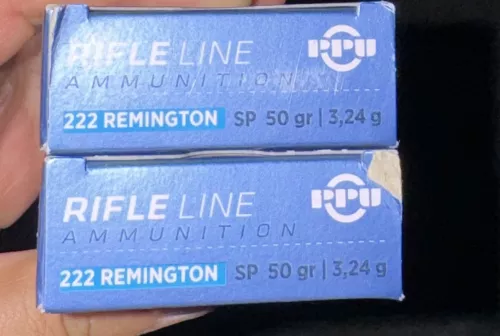 RIFLE LINE
PPU
AMMUNITION
222 REMINGTON SP 50 gr | 3,24 g
RIFLE LINE
PPU
AMMUNITION
222 REMINGTON SP 50 gr | 3,24 g